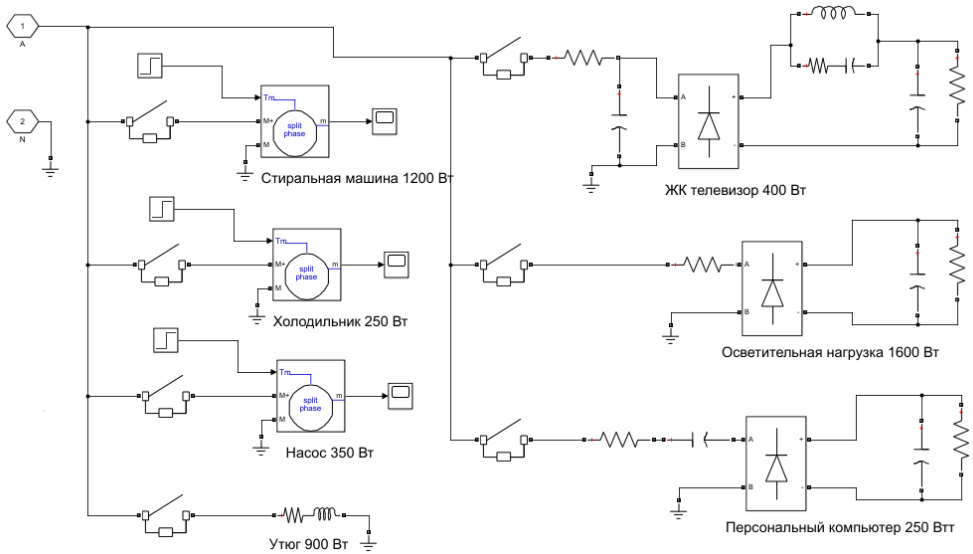 1
A
2
N
Tm
M+
m
M
split
phase
Стиральная машина 1200 Вт
Tm
M+
m
M
split
phase
Холодильник 250 Вт
Tm
M+
m
M
split
phase
Насос 350 Вт
Утюг 900 Вт
A
+
B
-
ЖК телевизор 400 Вт
A
+
B
-
Осветительная нагрузка 1600 Вт
A
+
B
-
Персональный компьютер 250 Втт